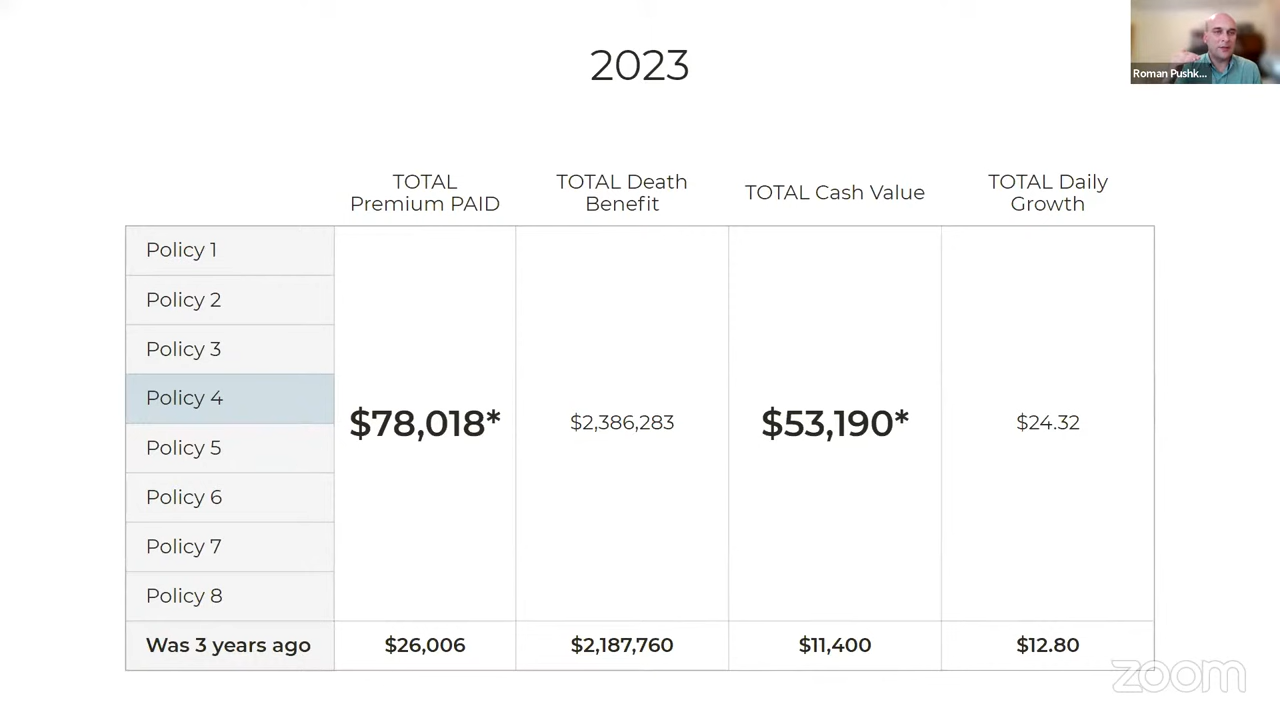 2023
Roman Pushk...
TOTAL
Premium PAID
TOTAL Death
Benefit
TOTAL Cash Value
TOTAL Daily
Growth
Policy 1
Policy 2
Policy 3
Policy 4
Policy 5
Policy 6
Policy 7
Policy 8
$78,018*
$2,386,283
$53,190*
$24.32
Was 3 years ago
$26,006
$2,187,760
$11,400
$12.80
zoom